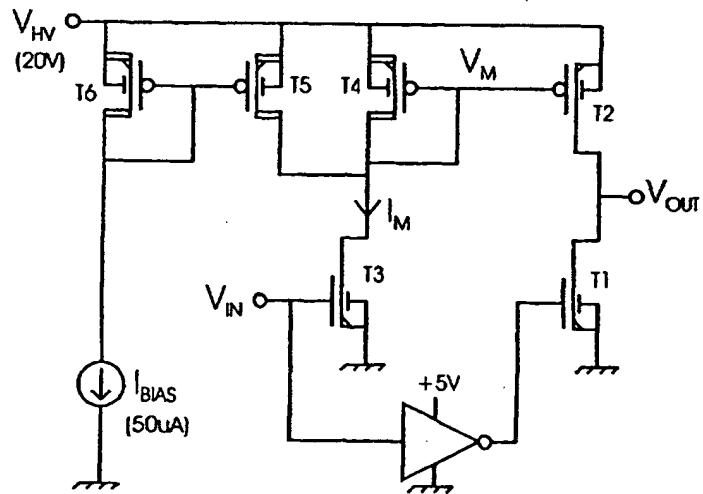 V_HV
(20V)
T6
T5
T4
V_M
T2
V_OUT
I_M
T3
T1
V_IN
+5V
I_BIAS
(50uA)